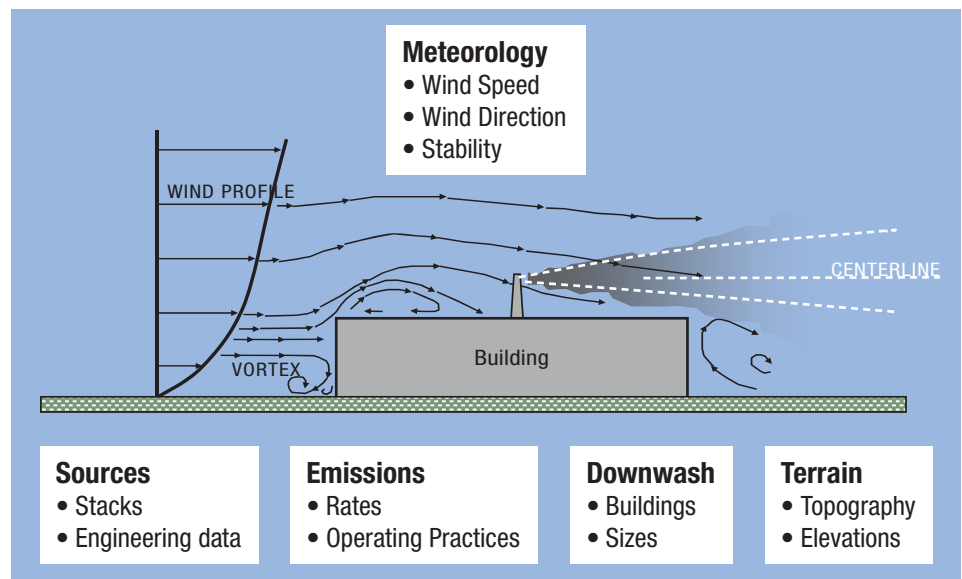 Meteorology
• Wind Speed
• Wind Direction
• Stability
WIND PROFILE
CENTERLINE
Building
VORTEX
Sources
• Stacks
• Engineering data
Emissions
• Rates
• Operating Practices
Downwash
• Buildings
• Sizes
Terrain
• Topography
• Elevations